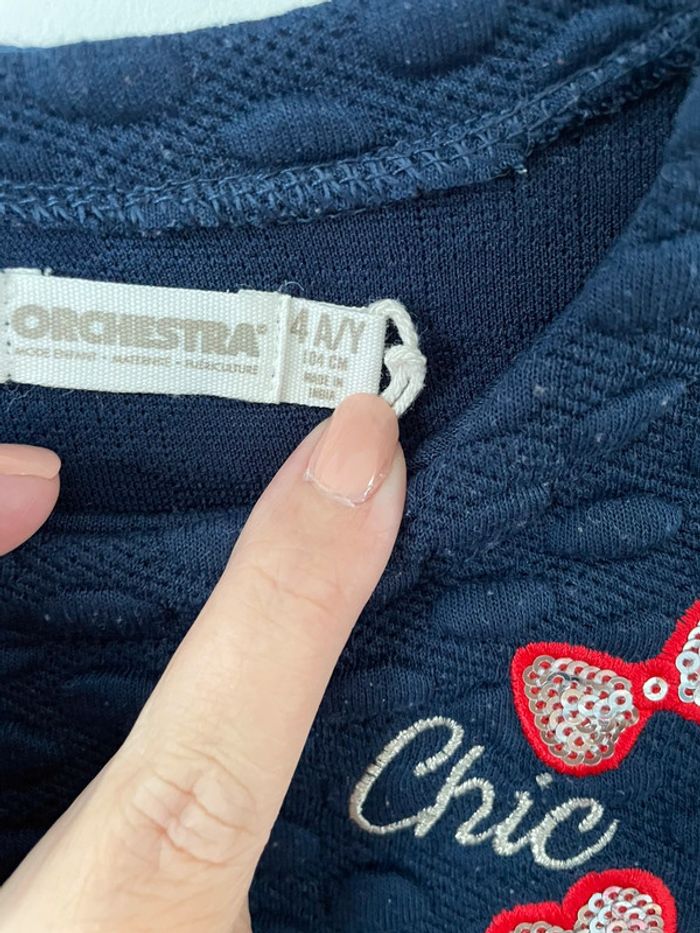 ORCHESTRA®
MODE ENFANT - MATERNITÉ - PUÉRICULTURE
4 A/Y
104 CM
MADE IN
INDIA
Chic